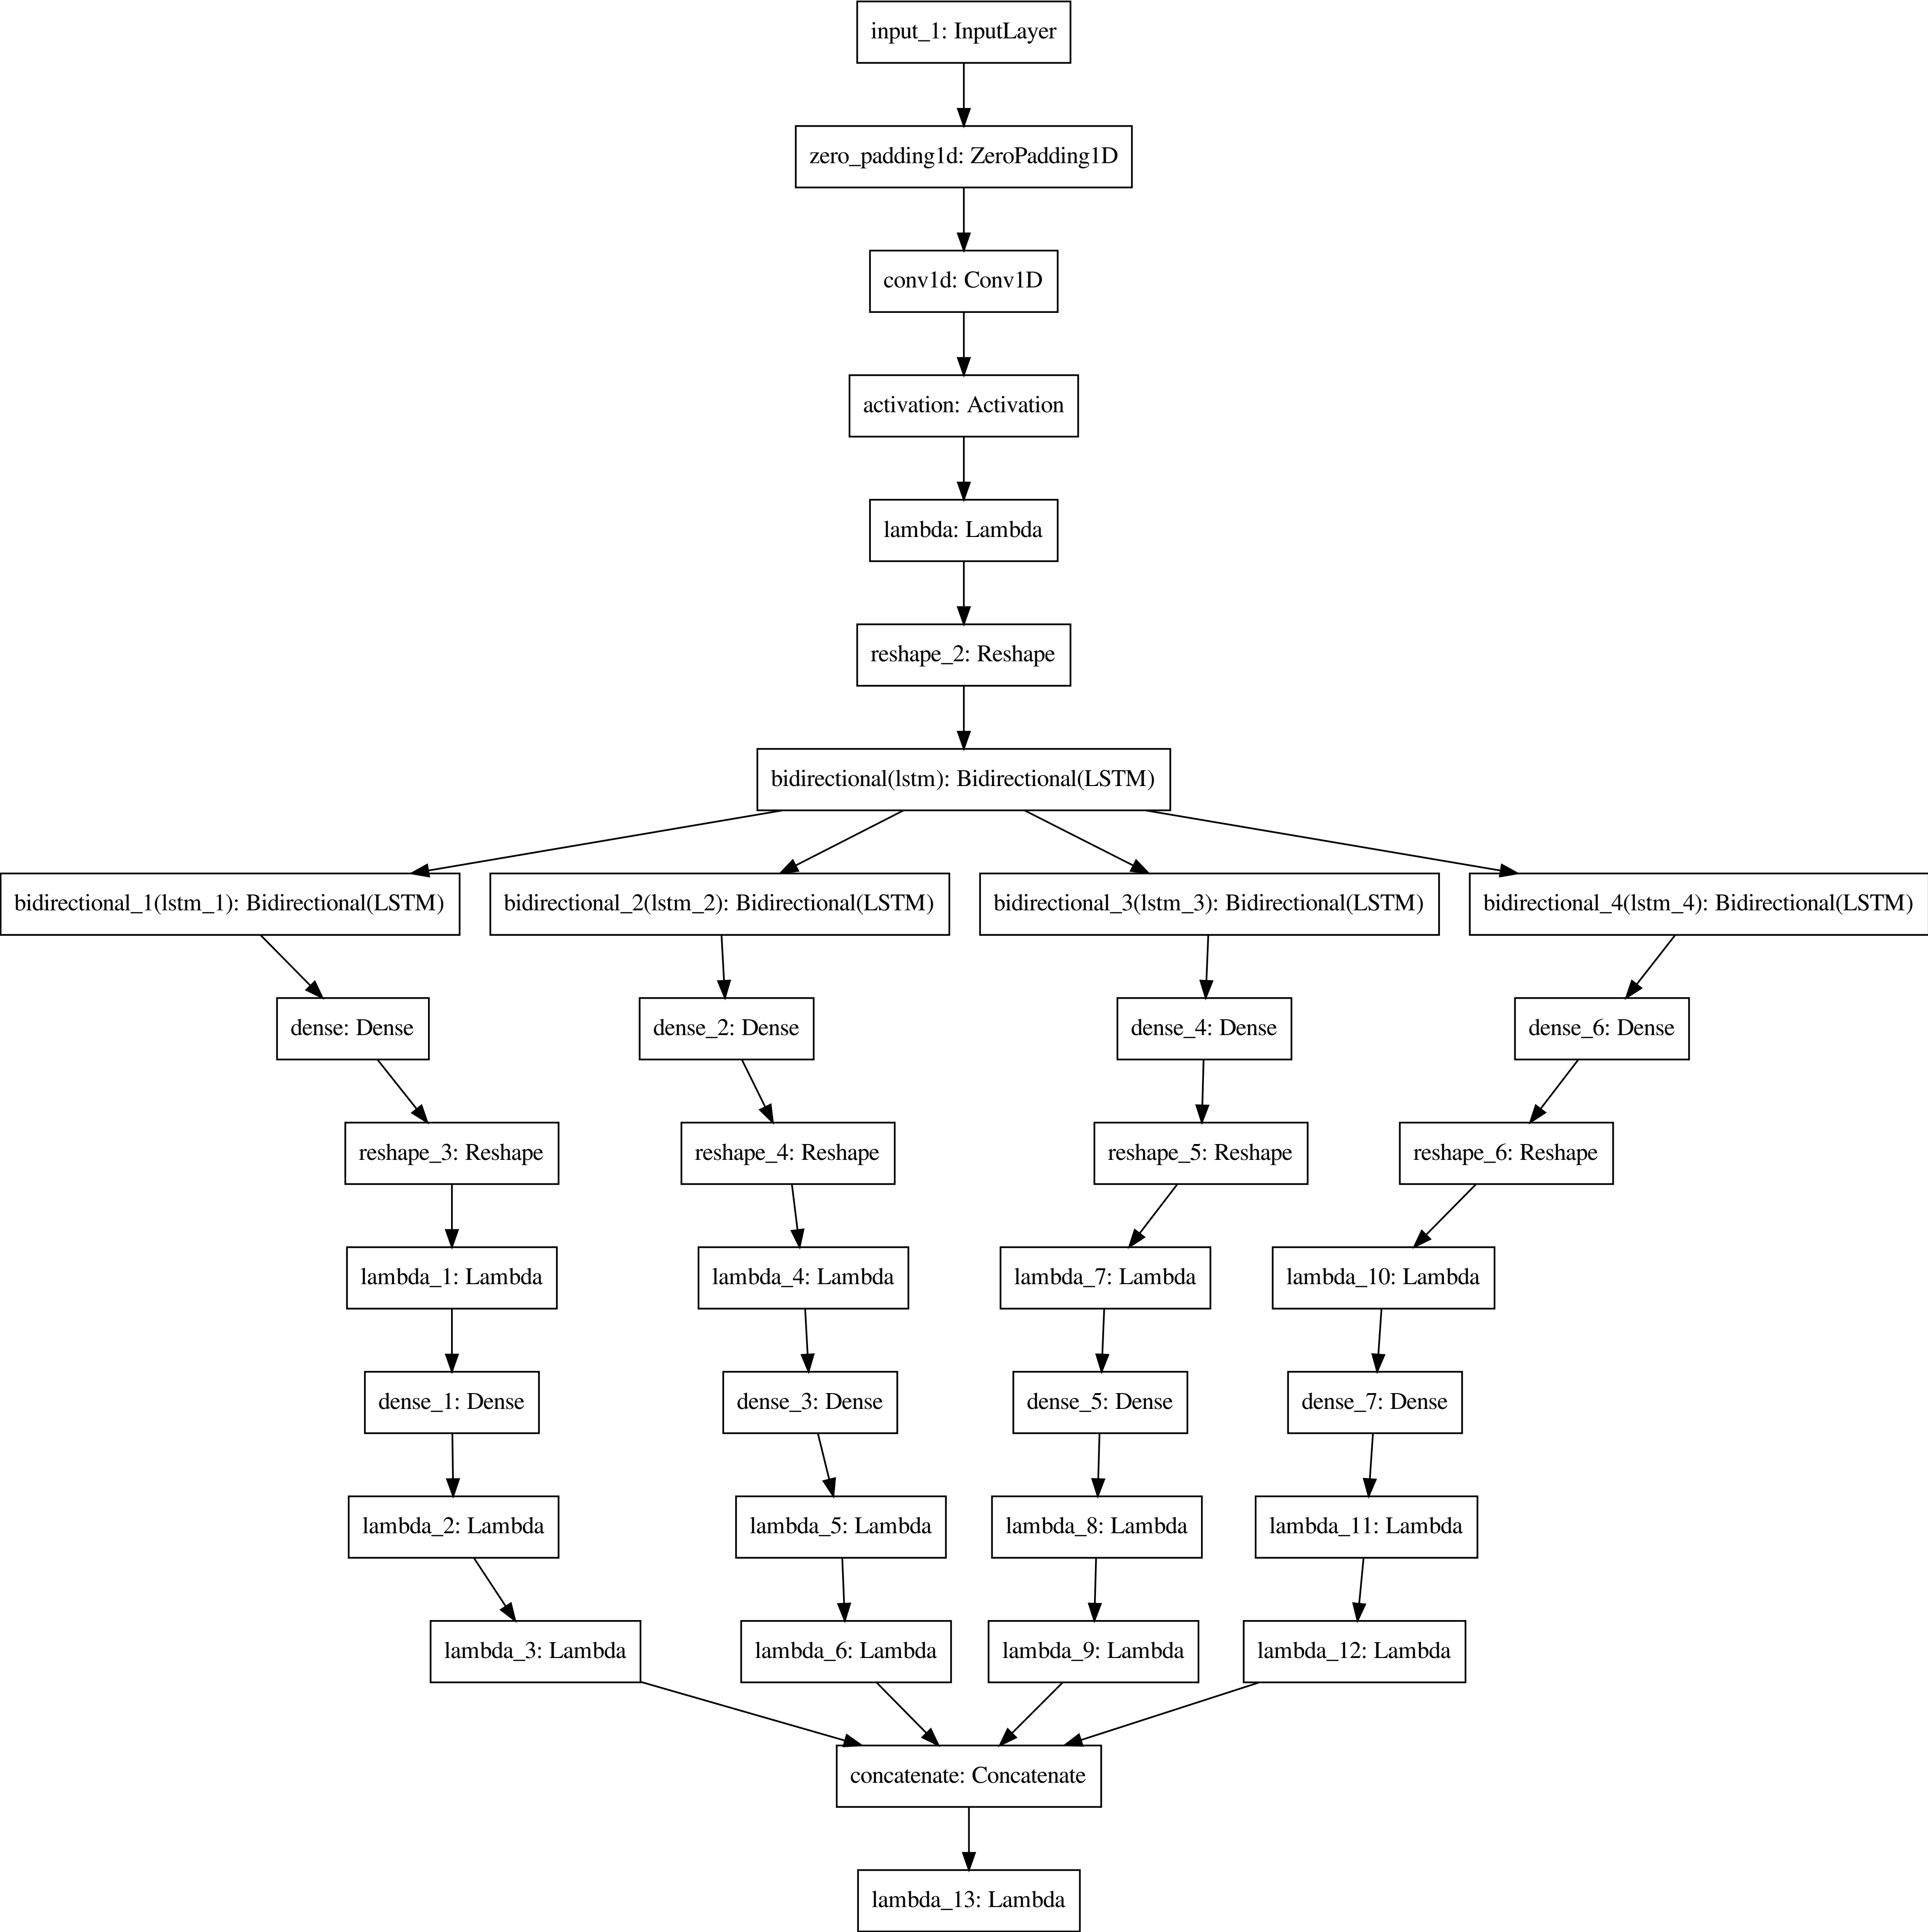 input_1: InputLayer
zero_padding1d: ZeroPadding1D
conv1d: Conv1D
activation: Activation
lambda: Lambda
reshape_2: Reshape
bidirectional(lstm): Bidirectional(LSTM)
bidirectional_1(lstm_1): Bidirectional(LSTM)
bidirectional_2(lstm_2): Bidirectional(LSTM)
bidirectional_3(lstm_3): Bidirectional(LSTM)
bidirectional_4(lstm_4): Bidirectional(LSTM)
dense: Dense
dense_2: Dense
dense_4: Dense
dense_6: Dense
reshape_3: Reshape
reshape_4: Reshape
reshape_5: Reshape
reshape_6: Reshape
lambda_1: Lambda
lambda_4: Lambda
lambda_7: Lambda
lambda_10: Lambda
dense_1: Dense
dense_3: Dense
dense_5: Dense
dense_7: Dense
lambda_2: Lambda
lambda_5: Lambda
lambda_8: Lambda
lambda_11: Lambda
lambda_3: Lambda
lambda_6: Lambda
lambda_9: Lambda
lambda_12: Lambda
concatenate: Concatenate
lambda_13: Lambda